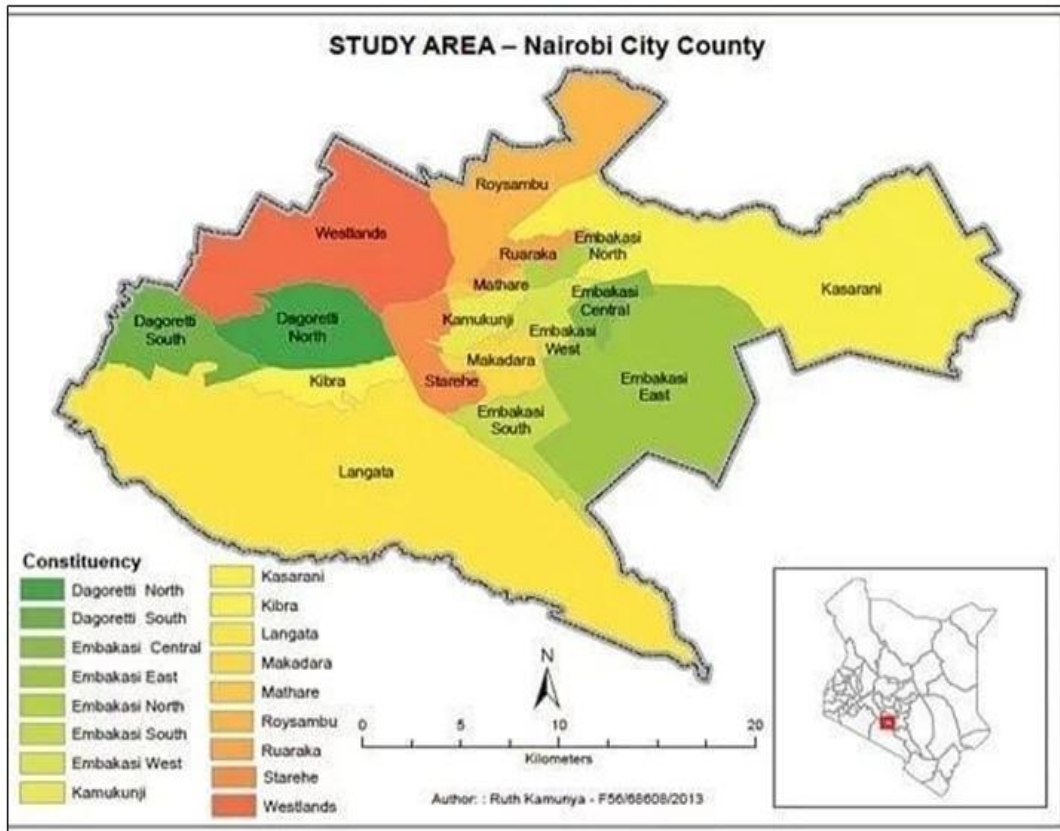 STUDY AREA – Nairobi City County
Roysambu
Westlands
Ruaraka
Embakasi
North
Mathare
Embakasi
Central
Kasarani
Dagoretti
South
Dagoretti
North
Kamukunji
Embakasi
West
Makadara
Kibra
Starehe
Embakasi
East
Embakasi
South
Langata
Constituency
Dagoretti North
Dagoretti South
Embakasi Central
Embakasi East
Embakasi North
Embakasi South
Embakasi West
Kamukunji
Kasarani
Kibra
Langata
Makadara
Mathare
Roysambu
Ruaraka
Starehe
Westlands
N
0 5 10 20
Kilometers
Author: : Ruth Kamunya - F56/68608/2013